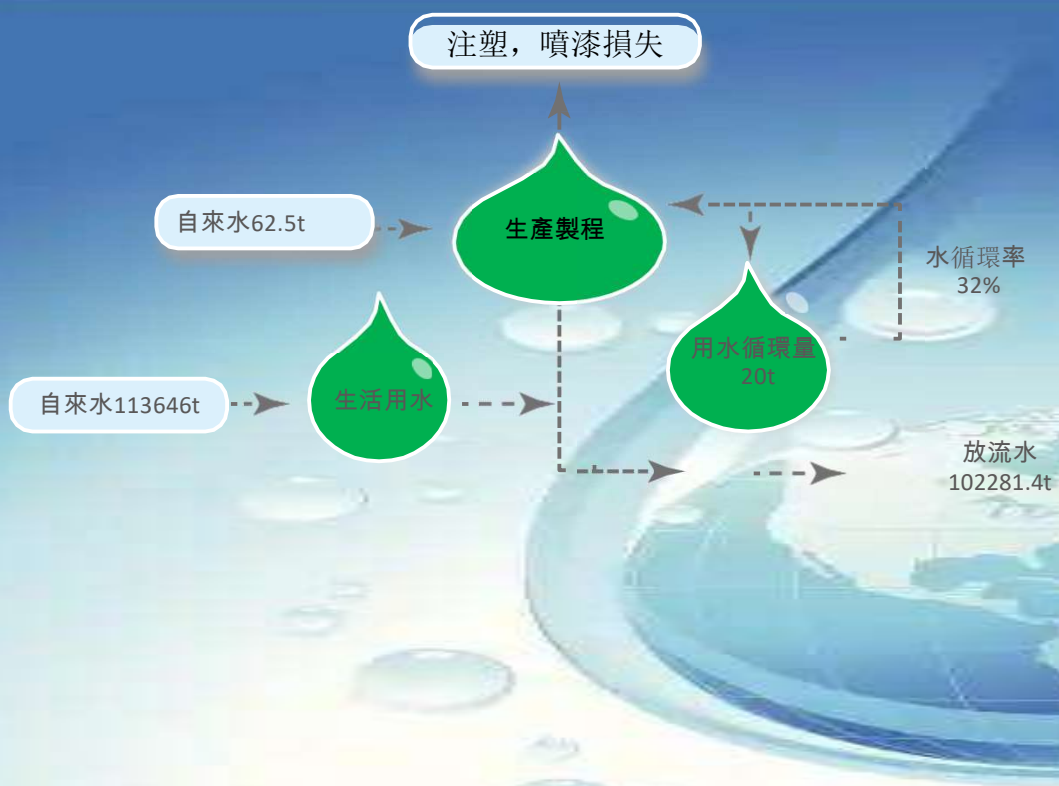 注塑，噴漆損失
自來水62.5t
生產製程
水循環率
32%
用水循環量
20t
自來水113646t
生活用水
放流水
102281.4t